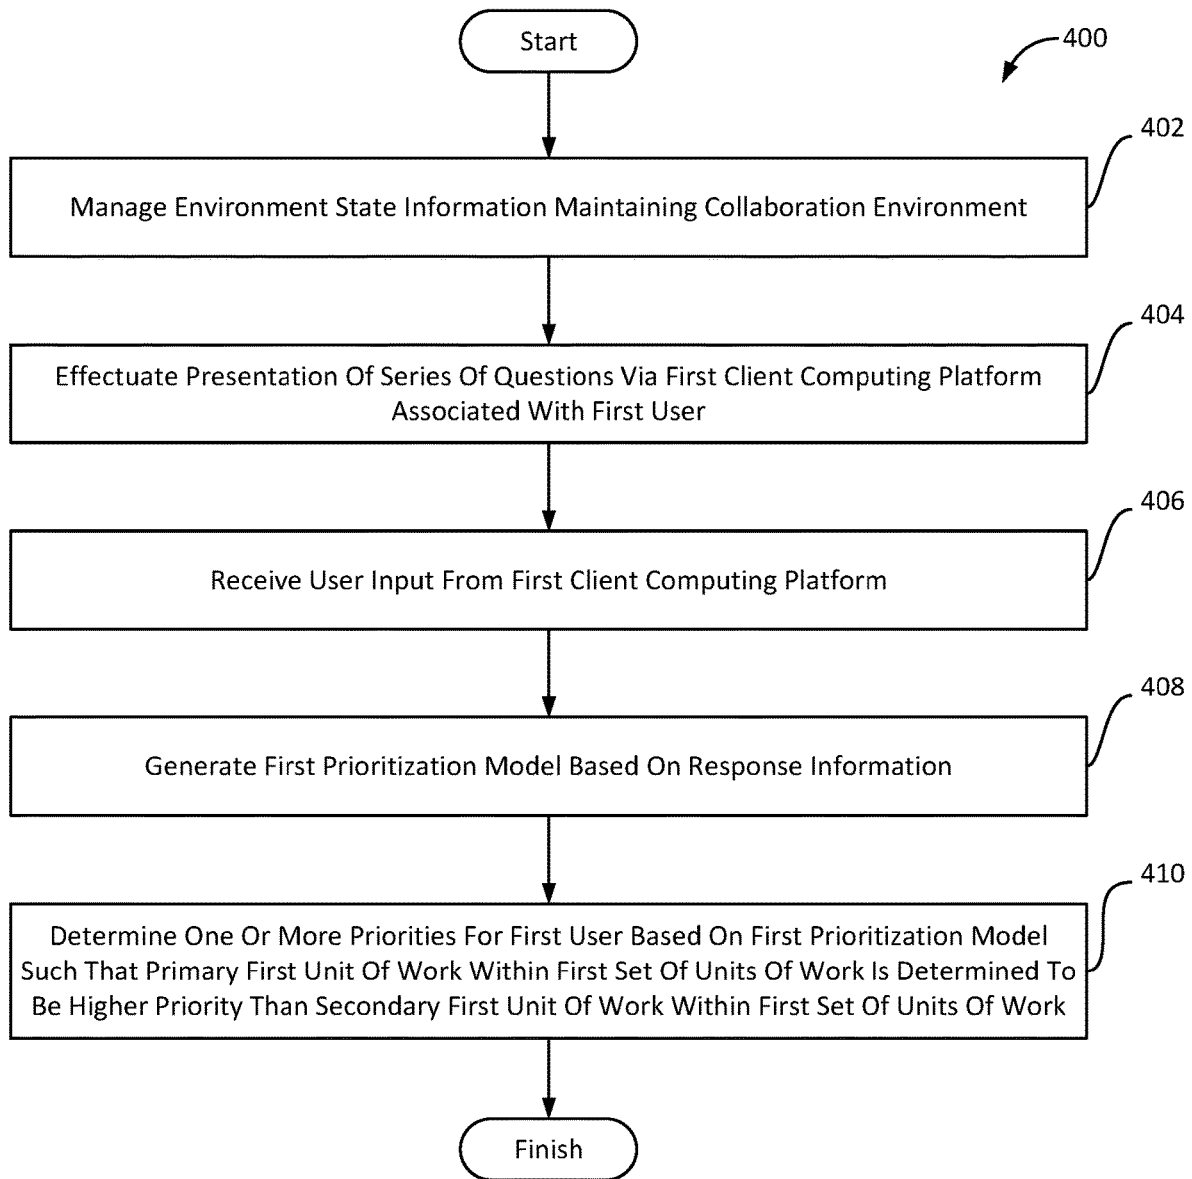 Start
400
402
Manage Environment State Information Maintaining Collaboration Environment
404
Effectuate Presentation Of Series Of Questions Via First Client Computing Platform
Associated With First User
406
Receive User Input From First Client Computing Platform
408
Generate First Prioritization Model Based On Response Information
410
Determine One Or More Priorities For First User Based On First Prioritization Model
Such That Primary First Unit Of Work Within First Set Of Units Of Work Is Determined To
Be Higher Priority Than Secondary First Unit Of Work Within First Set Of Units Of Work
Finish